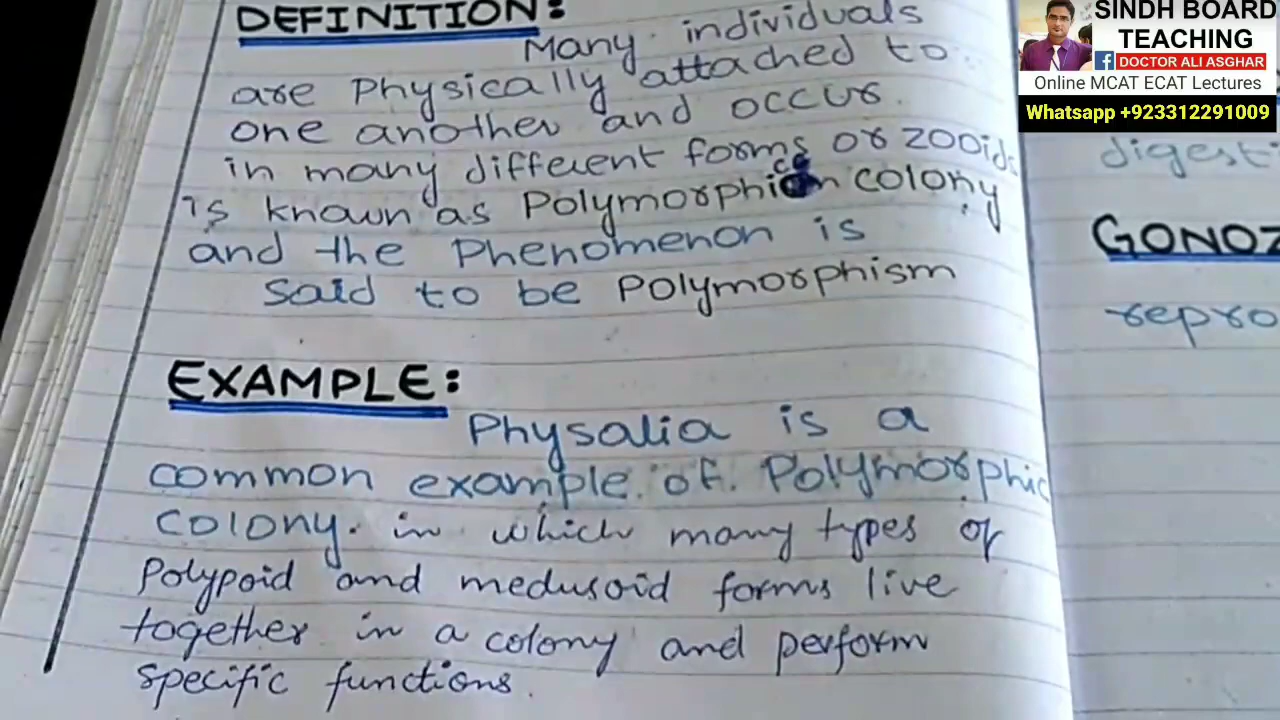 DEFINITION:
Many individuals
are Physically attached to
one another and occur
in many different forms or zooids
is known as Polymorphic colony
and the Phenomenon is
said to be Polymorphism
EXAMPLE:
Physalia is a
common example of Polymorphic
colony. in which many types of
Polypoid and medusoid forms live
together in a colony and perform
specific functions.
digesti
GONOZ
repro
SINDH BOARD
TEACHING
f DOCTOR ALI ASGHAR
Online MCAT ECAT Lectures
Whatsapp +923312291009